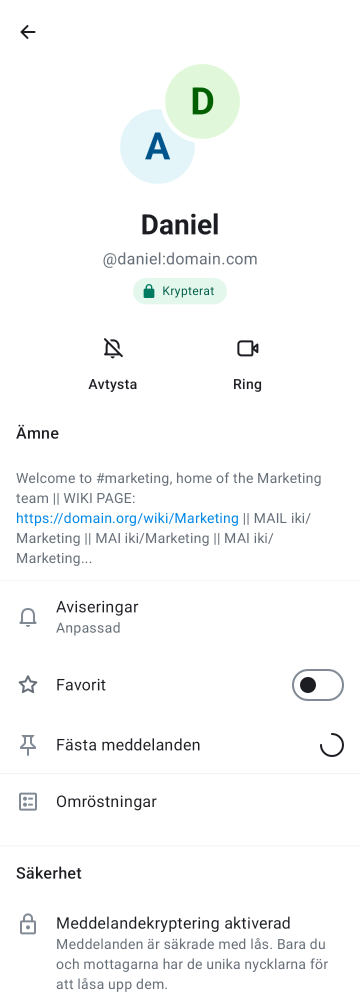 D
A
Daniel
@daniel:domain.com
Krypterat
Avtysta
Ring
Ämne
Welcome to #marketing, home of the Marketing
team || WIKI PAGE:
https://domain.org/wiki/Marketing || MAIL iki/
Marketing || MAI iki/Marketing || MAI iki/
Marketing...
Aviseringar
Anpassad
Favorit
Fästa meddelanden
Omröstningar
Säkerhet
Meddelandekryptering aktiverad
Meddelanden är säkrade med lås. Bara du
och mottagarna har de unika nycklarna för
att låsa upp dem.